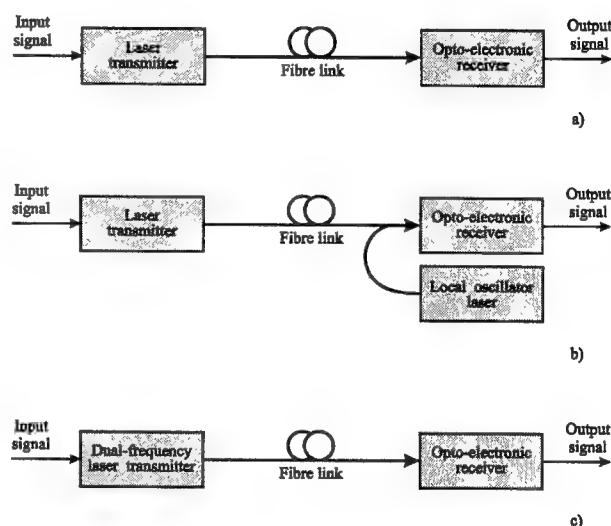 Input
signal
Laser
transmitter
Fibre link
Opto-electronic
receiver
Output
signal
a)
Input
signal
Laser
transmitter
Fibre link
Opto-electronic
receiver
Output
signal
Local oscillator
laser
b)
Input
signal
Dual-frequency
laser transmitter
Fibre link
Opto-electronic
receiver
Output
signal
c)